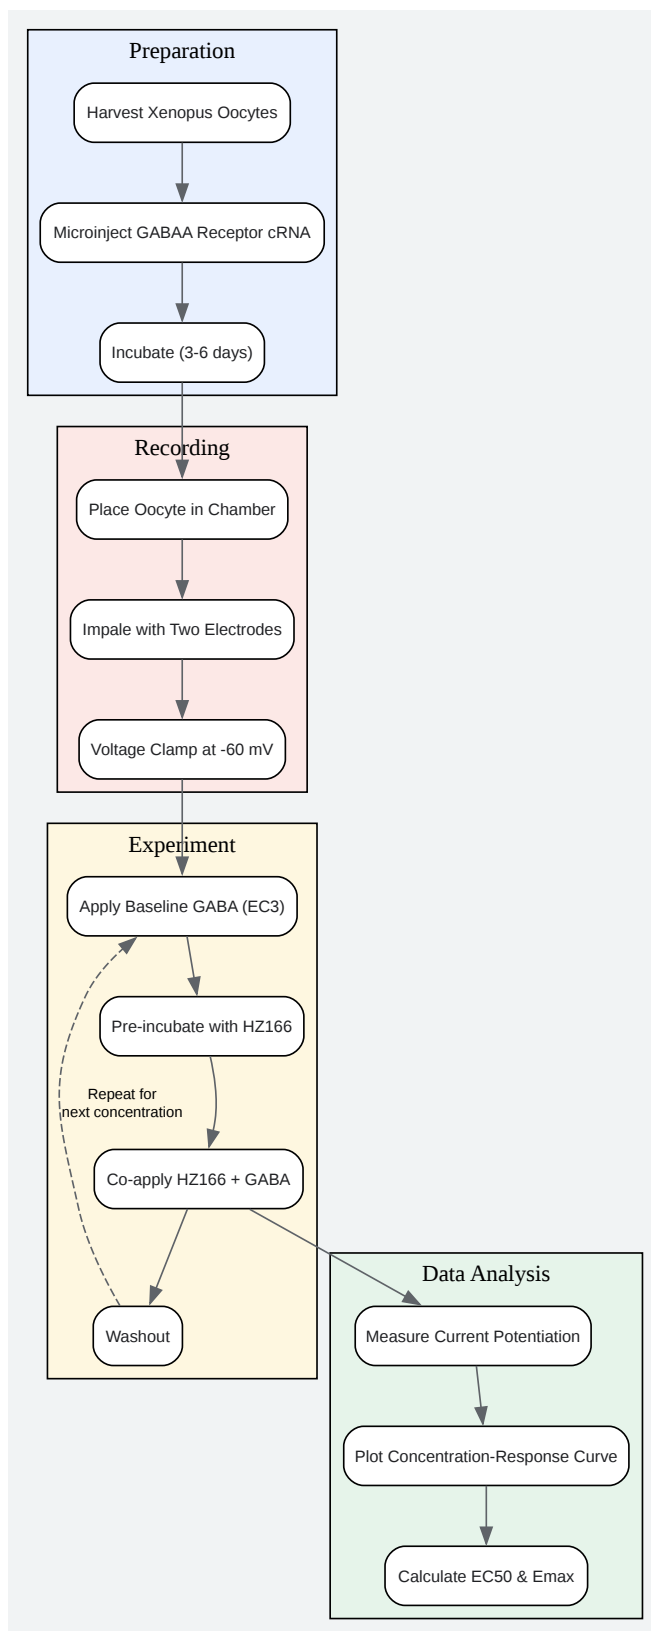 Preparation
Harvest Xenopus Oocytes
Microinject GABAA Receptor cRNA
Incubate (3-6 days)
Recording
Place Oocyte in Chamber
Impale with Two Electrodes
Voltage Clamp at -60 mV
Experiment
Apply Baseline GABA (EC3)
Pre-incubate with HZ166
Repeat for
next concentration
Co-apply HZ166 + GABA
Washout
Data Analysis
Measure Current Potentiation
Plot Concentration-Response Curve
Calculate EC50 & Emax